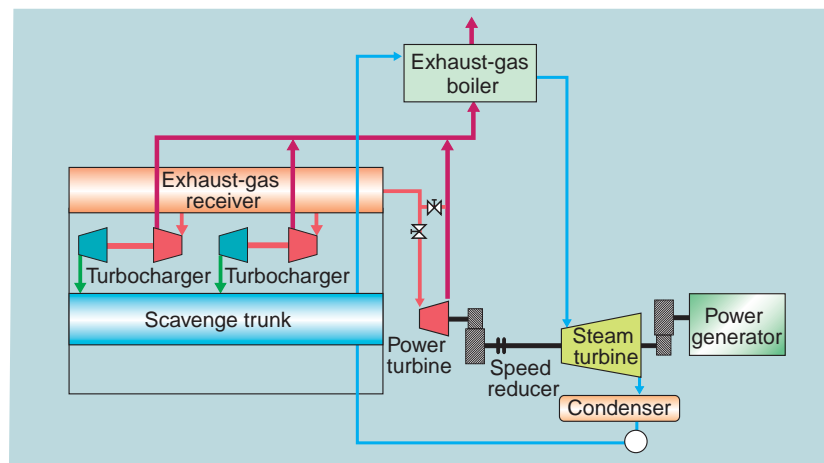 Exhaust-gas
boiler
Exhaust-gas
receiver
Turbocharger
Turbocharger
Scavenge trunk
Power
turbine
Speed
reducer
Steam
turbine
Power
generator
Condenser